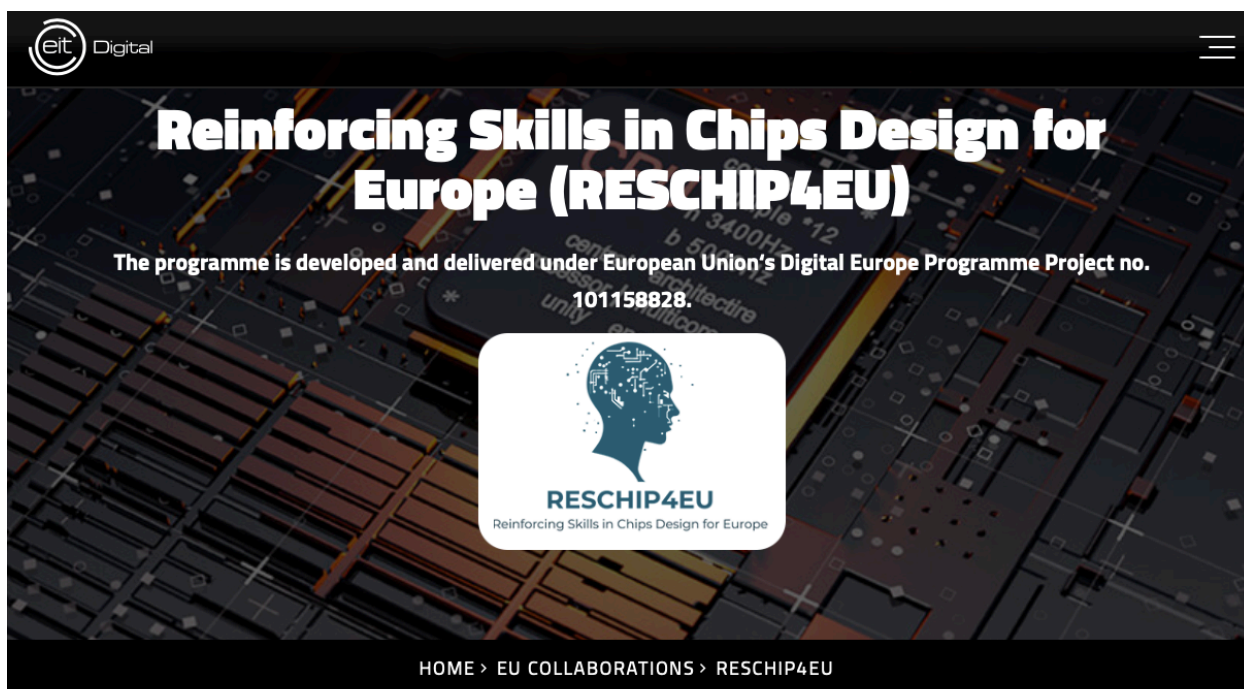 eit Digital
Reinforcing Skills in Chips Design for
Europe (RESCHIP4EU)
The programme is developed and delivered under European Union's Digital Europe Programme Project no.
101158828.
RESCHIP4EU
Reinforcing Skills in Chips Design for Europe
HOME > EU COLLABORATIONS > RESCHIP4EU